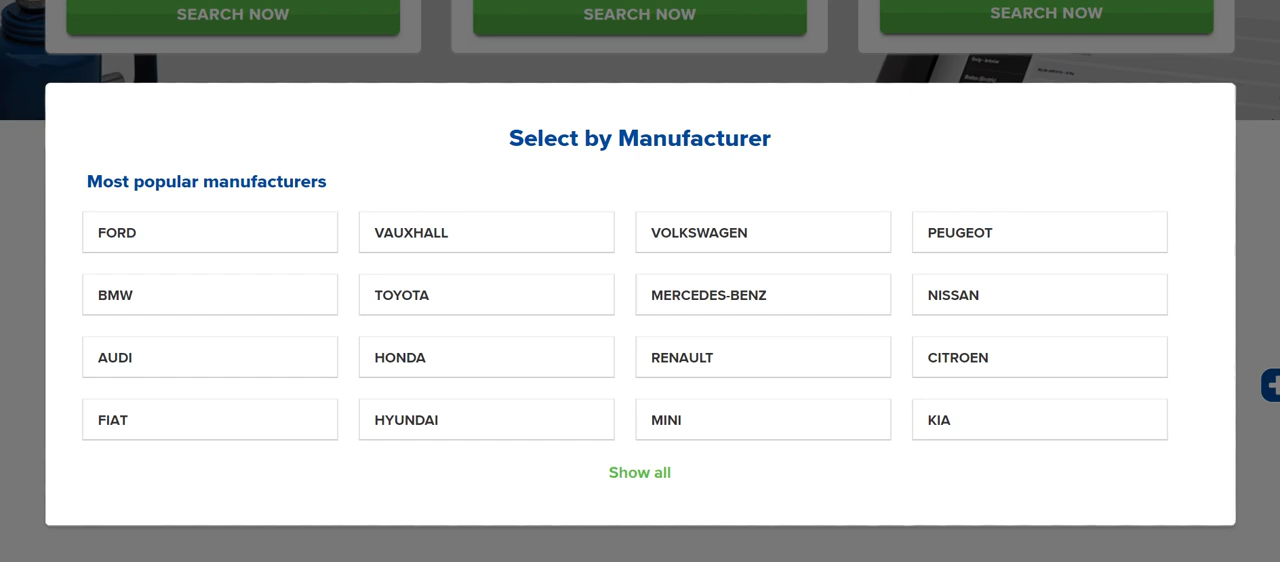 SEARCH NOW SEARCH NOW SEARCH NOW
Select by Manufacturer
Most popular manufacturers
FORD VAUXHALL VOLKSWAGEN PEUGEOT
BMW TOYOTA MERCEDES-BENZ NISSAN
AUDI HONDA RENAULT CITROEN
FIAT HYUNDAI MINI KIA
Show all